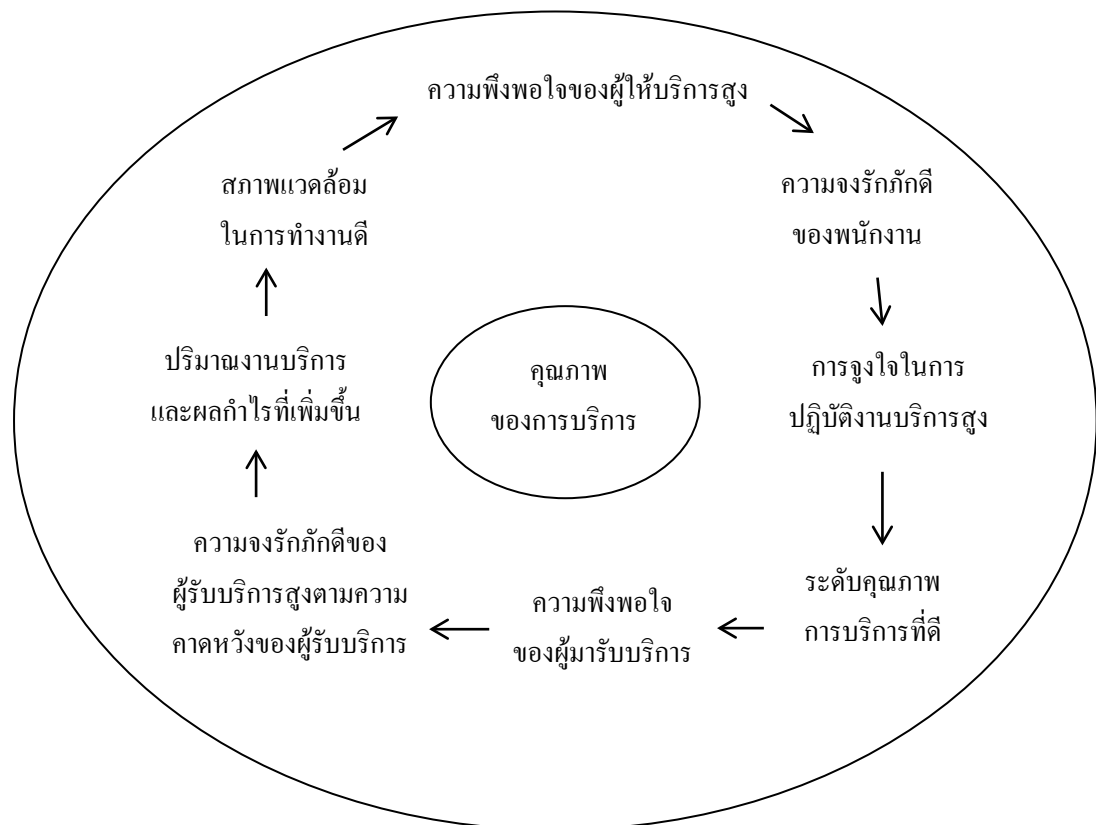 ความพึงพอใจของผู้ให้บริการสูง
ความจงรักภักดี
ของพนักงาน
การจูงใจในการ
ปฏิบัติงานบริการสูง
ระดับคุณภาพ
การบริการที่ดี
ความพึงพอใจ
ของผู้มารับบริการ
ความจงรักภักดีของ
ผู้รับบริการสูงตามความ
คาดหวังของผู้รับบริการ
ปริมาณงานบริการ
และผลกำไรที่เพิ่มขึ้น
สภาพแวดล้อม
ในการทำงานดี
คุณภาพ
ของการบริการ